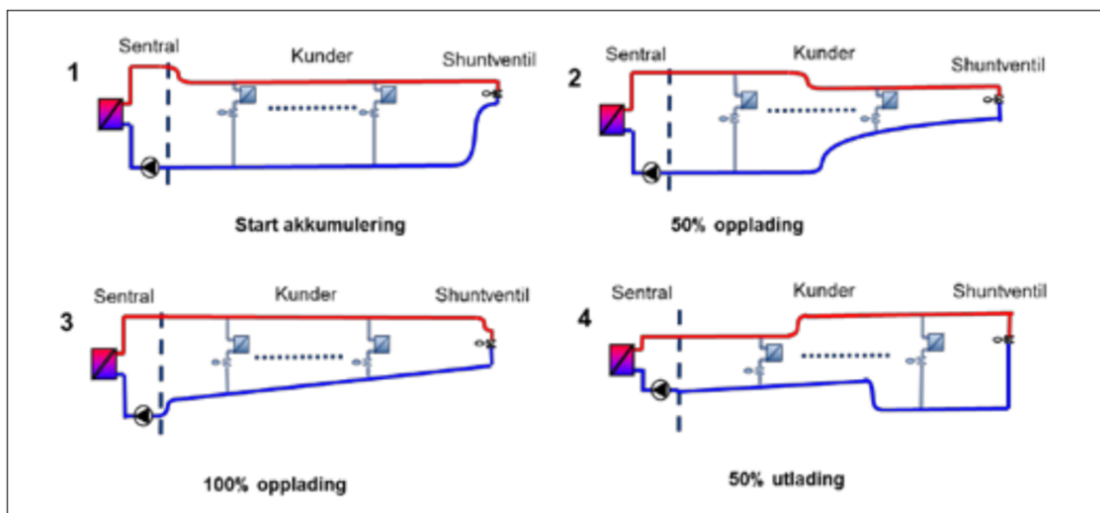 1
Sentral
Kunder
Shuntventil
Start akkumulering
2
Sentral
Kunder
Shuntventil
50% opplading
3
Sentral
Kunder
Shuntventil
100% opplading
4
Sentral
Kunder
Shuntventil
50% utlading